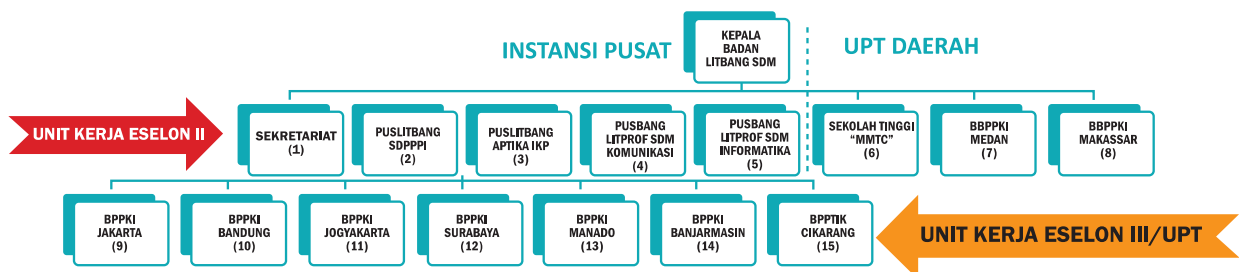 INSTANSI PUSAT
KEPALA
BADAN
LITBANG SDM
UPT DAERAH
UNIT KERJA ESELON II
SEKRETARIAT
(1)
PUSLITBANG
SDPPPI
(2)
PUSLITBANG
APTIKA IKP
(3)
PUSBANG
LITPROF SDM
KOMUNIKASI
(4)
PUSBANG
LITPROF SDM
INFORMATIKA
(5)
SEKOLAH TINGGI
"MMTC"
(6)
BBPPKI
MEDAN
(7)
BBPPKI
MAKASSAR
(8)
BPPKI
JAKARTA
(9)
BPPKI
BANDUNG
(10)
BPPKI
JOGYAKARTA
(11)
BPPKI
SURABAYA
(12)
BPPKI
MANADO
(13)
BPPKI
BANJARMASIN
(14)
BPPTIK
CIKARANG
(15)
UNIT KERJA ESELON III/UPT